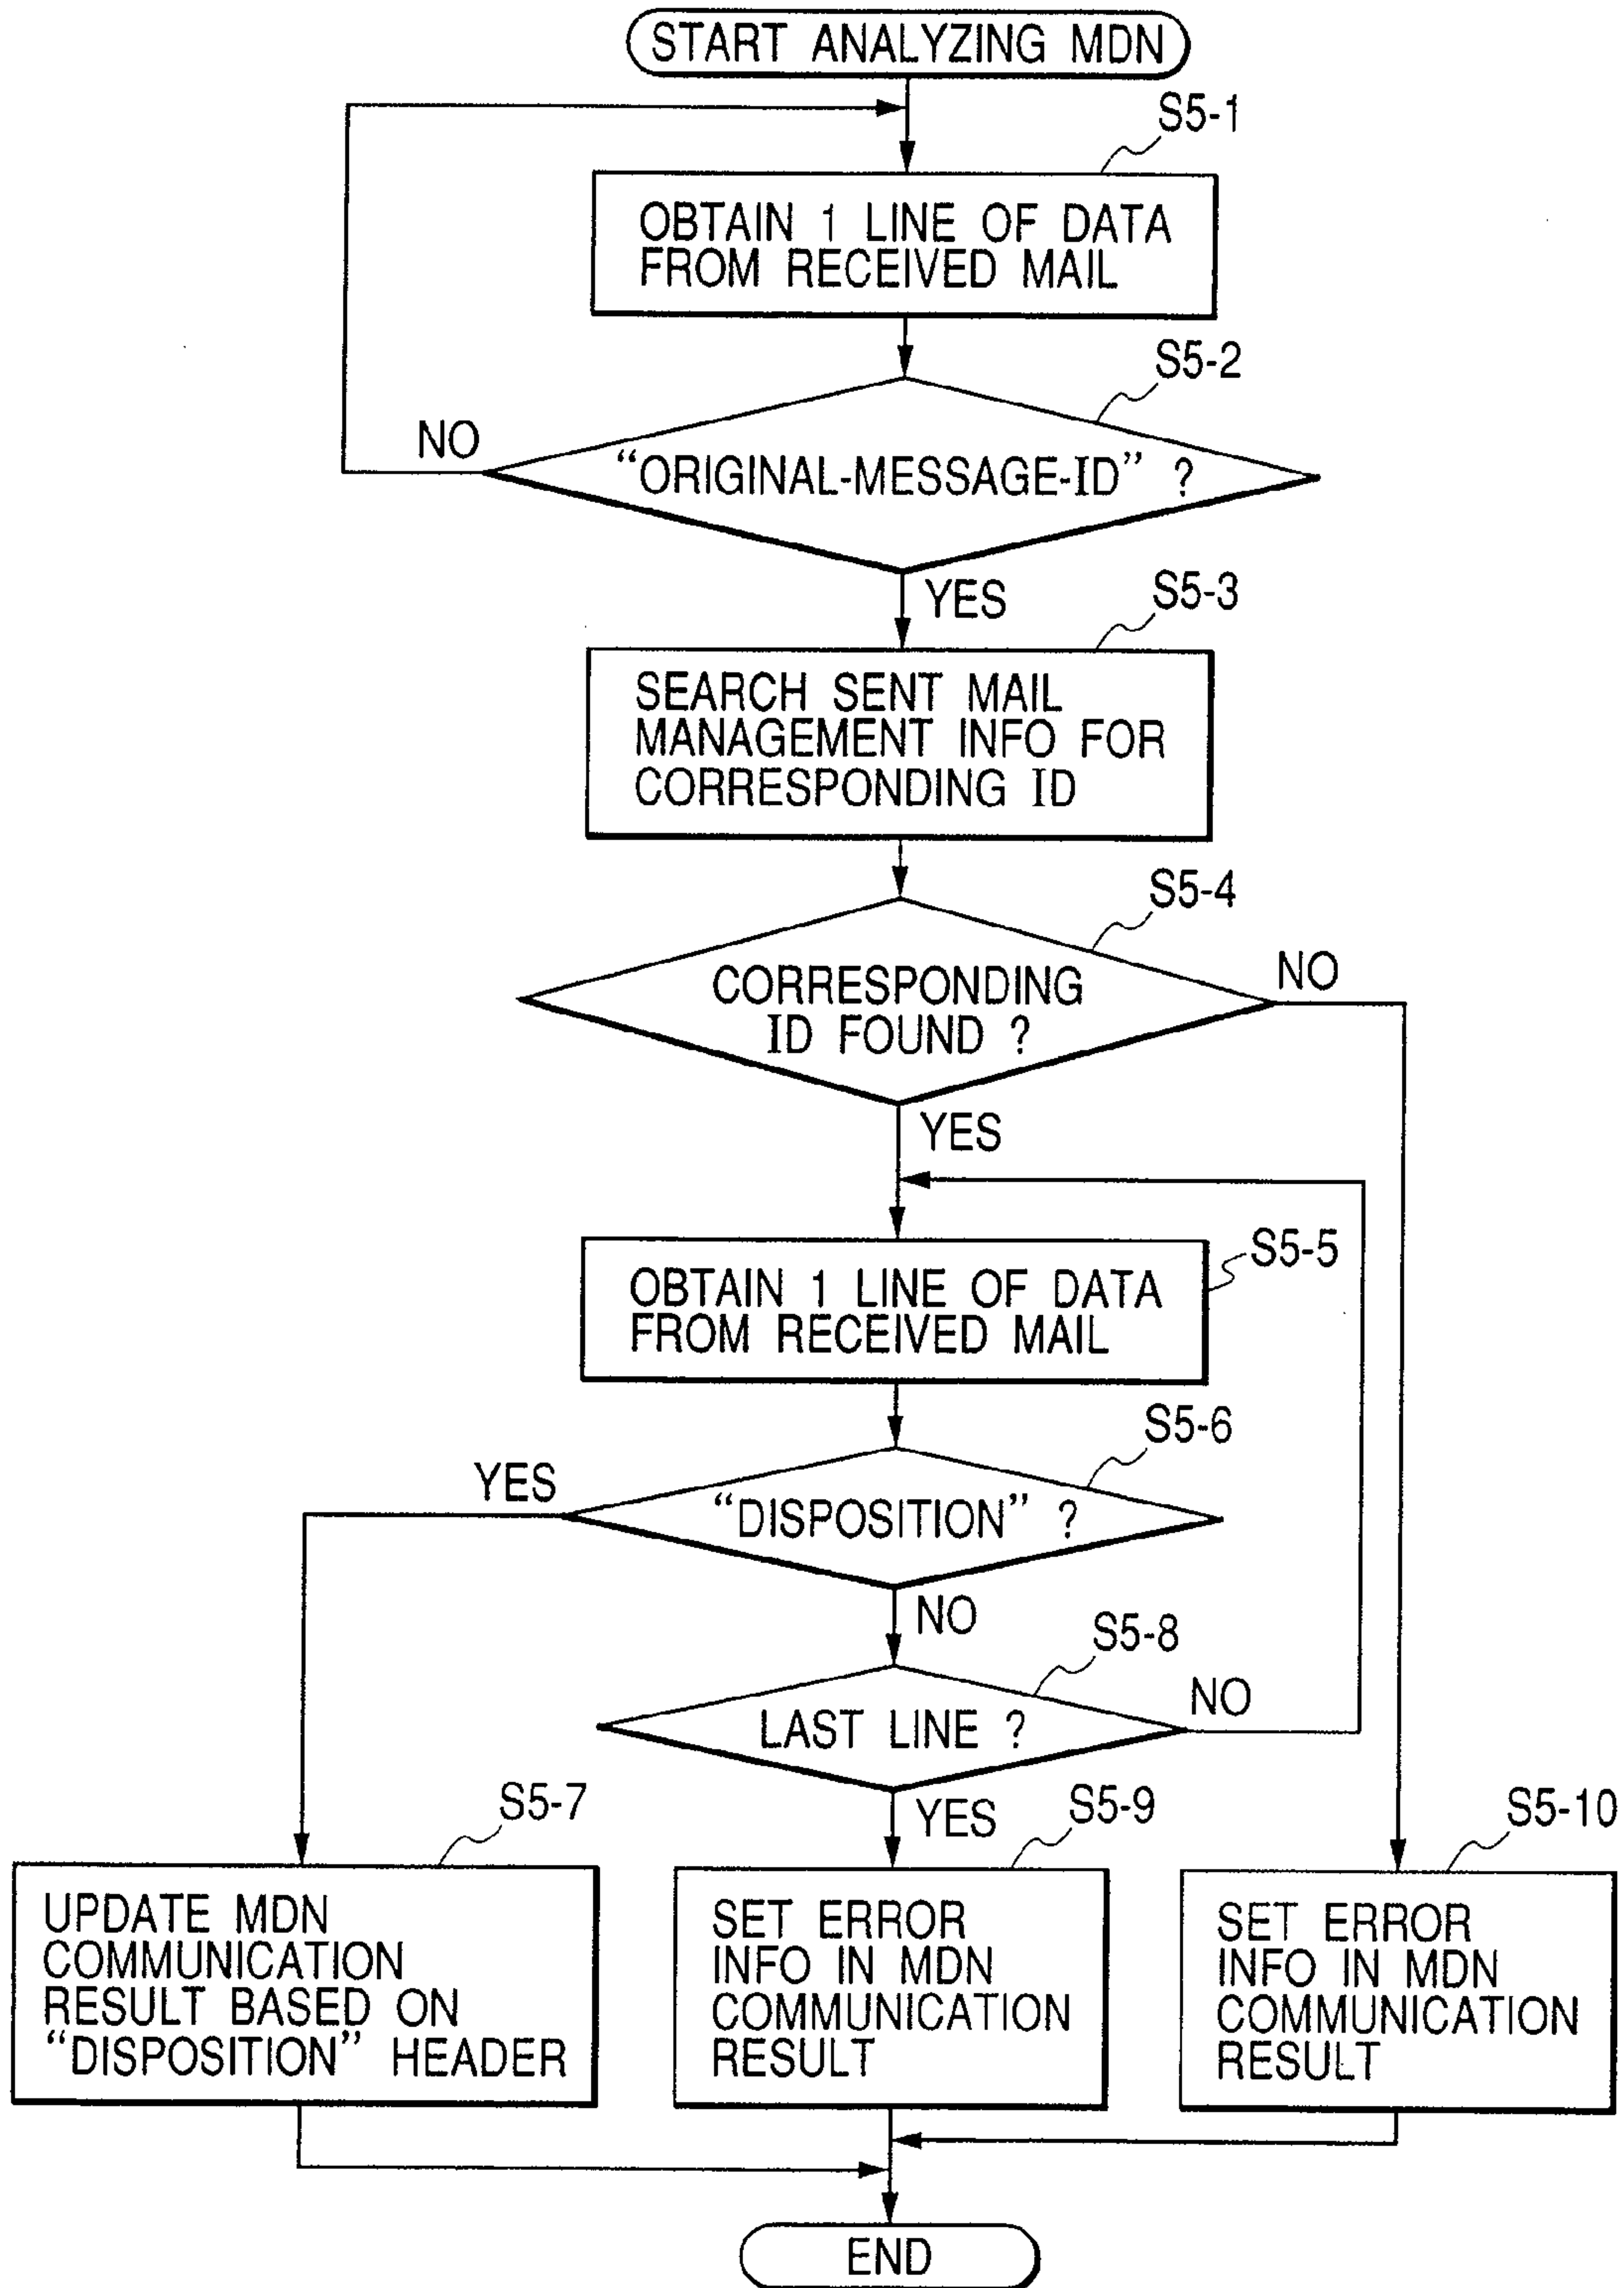 START ANALYZING MDN
S5-1
OBTAIN 1 LINE OF DATA
FROM RECEIVED MAIL
S5-2
NO
“ORIGINAL-MESSAGE-ID” ?
YES
S5-3
SEARCH SENT MAIL
MANAGEMENT INFO FOR
CORRESPONDING ID
S5-4
NO
CORRESPONDING
ID FOUND ?
YES
S5-5
OBTAIN 1 LINE OF DATA
FROM RECEIVED MAIL
S5-6
YES
“DISPOSITION” ?
NO
S5-8
NO
LAST LINE ?
YES
S5-7
UPDATE MDN
COMMUNICATION
RESULT BASED ON
“DISPOSITION” HEADER
S5-9
SET ERROR
INFO IN MDN
COMMUNICATION
RESULT
S5-10
SET ERROR
INFO IN MDN
COMMUNICATION
RESULT
END